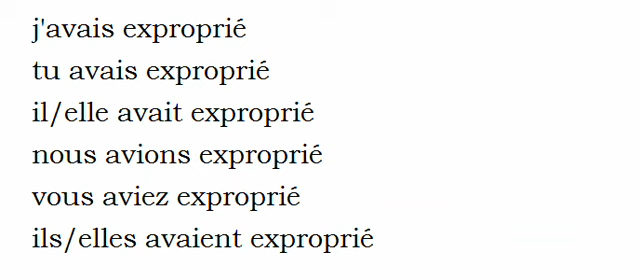 j'avais exproprié
tu avais exproprié
il/elle avait exproprié
nous avions exproprié
vous aviez exproprié
ils/elles avaient exproprié